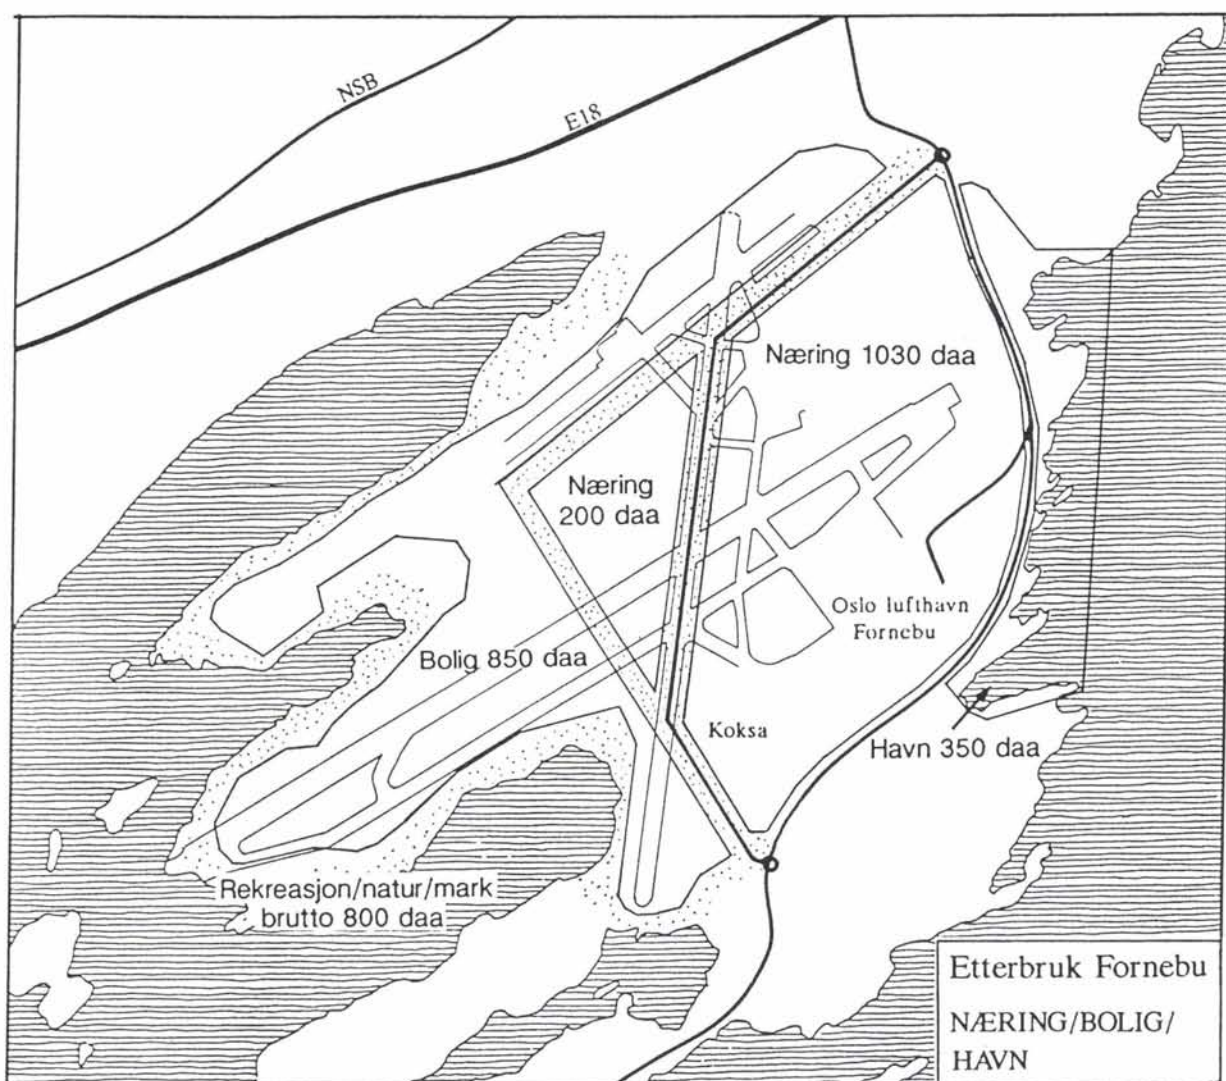 NSB
E18
Næring 1030 daa
Næring
200 daa
Oslo lufthavn
Fornebu
Bolig 850 daa
Koksa
Havn 350 daa
Rekreasjon/natur/mark
brutto 800 daa
Etterbruk Fornebu
NÆRING/BOLIG/
HAVN